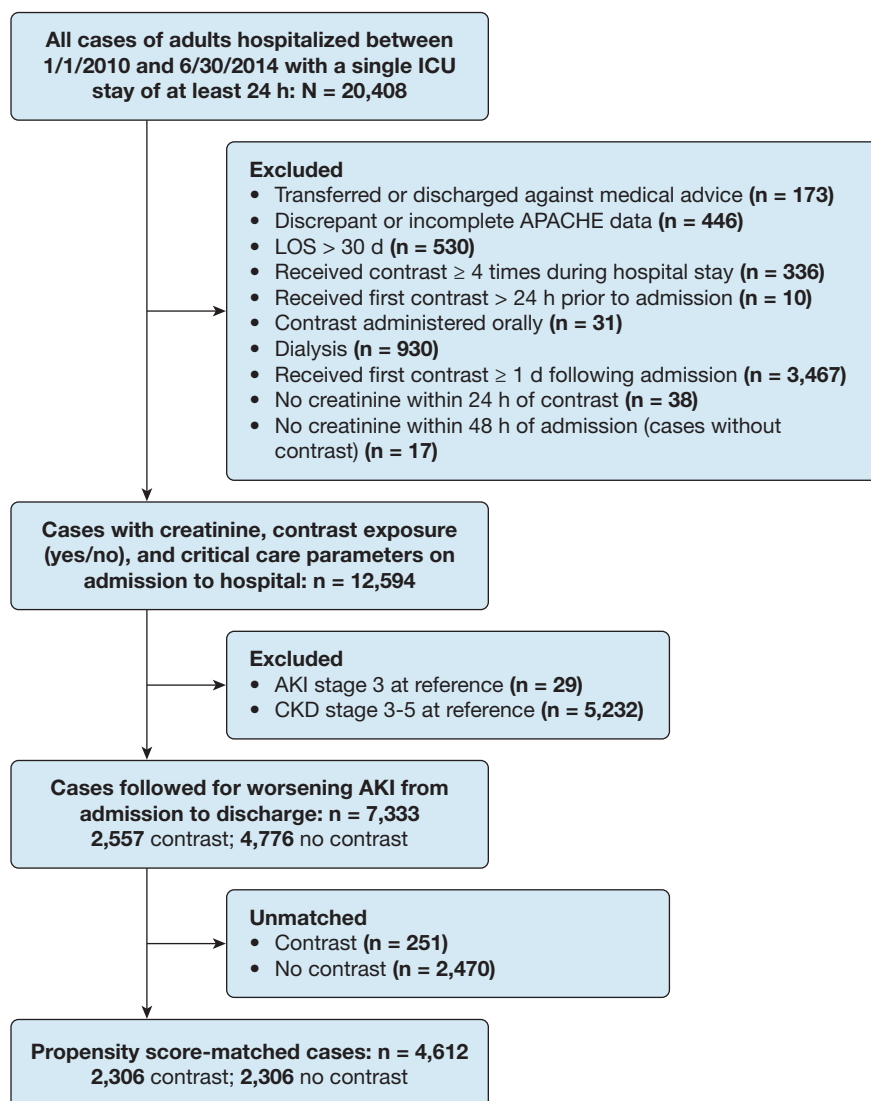 All cases of adults hospitalized between
1/1/2010 and 6/30/2014 with a single ICU
stay of at least 24 h: N = 20,408
Excluded
• Transferred or discharged against medical advice (n = 173)
• Discrepant or incomplete APACHE data (n = 446)
• LOS > 30 d (n = 530)
• Received contrast ≥ 4 times during hospital stay (n = 336)
• Received first contrast > 24 h prior to admission (n = 10)
• Contrast administered orally (n = 31)
• Dialysis (n = 930)
• Received first contrast ≥ 1 d following admission (n = 3,467)
• No creatinine within 24 h of contrast (n = 38)
• No creatinine within 48 h of admission (cases without
contrast) (n = 17)
Cases with creatinine, contrast exposure
(yes/no), and critical care parameters on
admission to hospital: n = 12,594
Excluded
• AKI stage 3 at reference (n = 29)
• CKD stage 3-5 at reference (n = 5,232)
Cases followed for worsening AKI from
admission to discharge: n = 7,333
2,557 contrast; 4,776 no contrast
Unmatched
• Contrast (n = 251)
• No contrast (n = 2,470)
Propensity score-matched cases: n = 4,612
2,306 contrast; 2,306 no contrast